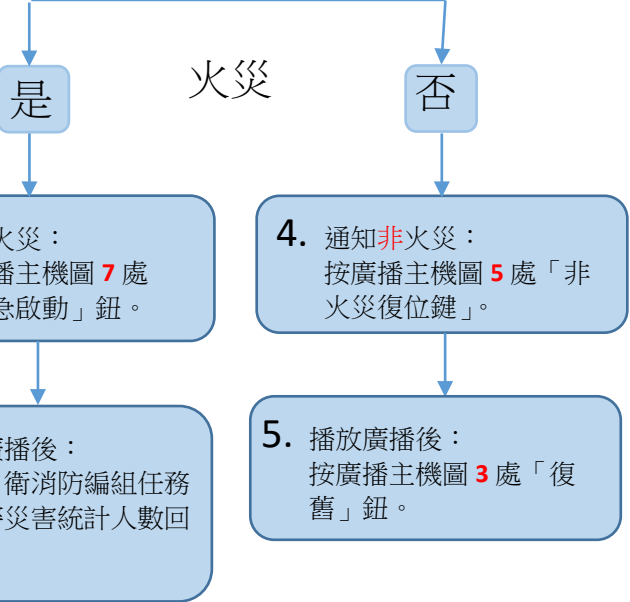 是
火災
否
火災：
播主機圖 7 處
急啟動」鈕。
4. 通知非火災：
按廣播主機圖 5 處「非
火災復位鍵」。
廣播後：
衛消防編組任務
災害統計人數回
5. 播放廣播後：
按廣播主機圖 3 處「復
舊」鈕。